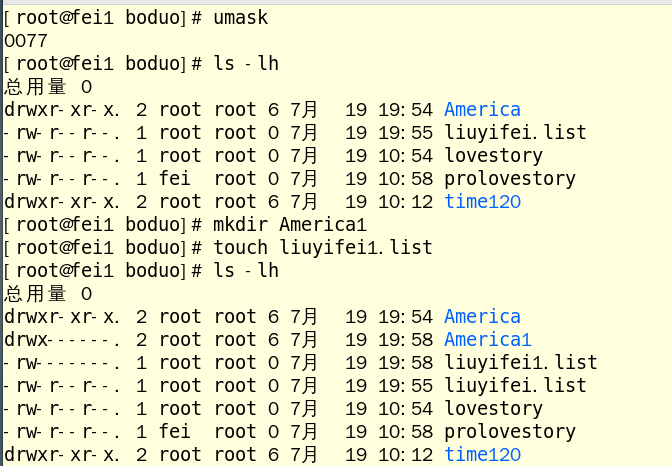 [root@fei1 boduo]# umask
0077
[root@fei1 boduo]# ls -lh
总用量 0
drwxr-xr-x. 2 root root 6 7月  19 19:54 America
-rw-r--r--. 1 root root 0 7月  19 19:55 liuyifei.list
-rw-r--r--. 1 root root 0 7月  19 10:54 lovestory
-rw-r--r--. 1 fei  root 0 7月  19 10:58 prolovestory
drwxr-xr-x. 2 root root 6 7月  19 10:12 time120
[root@fei1 boduo]# mkdir America1
[root@fei1 boduo]# touch liuyifei1.list
[root@fei1 boduo]# ls -lh
总用量 0
drwxr-xr-x. 2 root root 6 7月  19 19:54 America
drwx------. 2 root root 6 7月  19 19:58 America1
-rw-------. 1 root root 0 7月  19 19:58 liuyifei1.list
-rw-r--r--. 1 root root 0 7月  19 19:55 liuyifei.list
-rw-r--r--. 1 root root 0 7月  19 10:54 lovestory
-rw-r--r--. 1 fei  root 0 7月  19 10:58 prolovestory
drwxr-xr-x. 2 root root 6 7月  19 10:12 time120